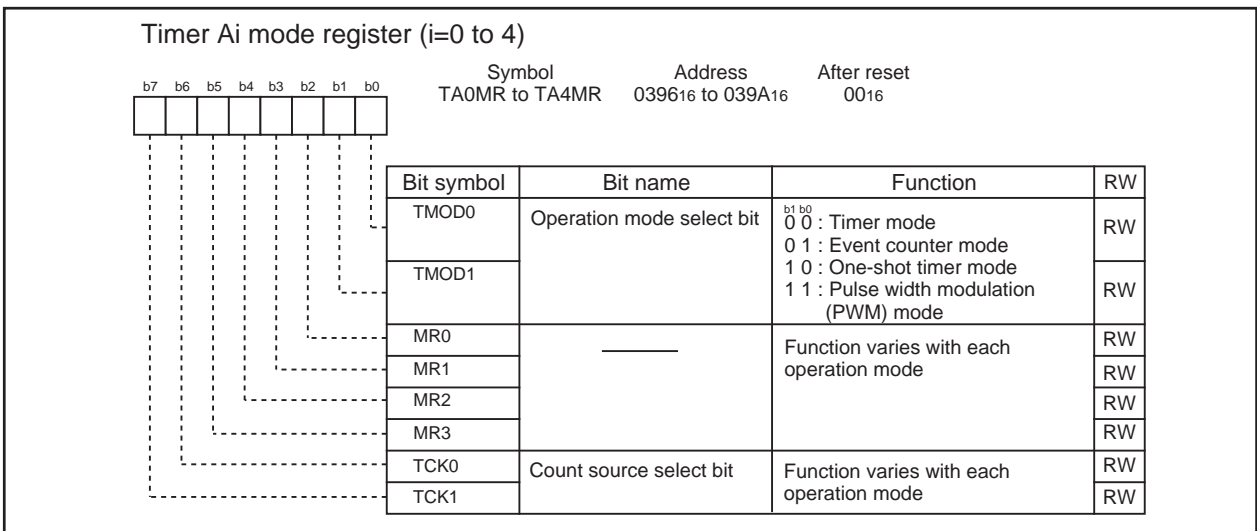 Timer Ai mode register (i=0 to 4)
Symbol Address After reset
b7 b6 b5 b4 b3 b2 b1 b0
TA0MR to TA4MR 039616 to 039A16 0016
Bit symbol Bit name Function RW
TMOD0 Operation mode select bit b1 b0
0 0 : Timer mode RW
0 1 : Event counter mode
TMOD1 1 0 : One-shot timer mode
1 1 : Pulse width modulation RW
(PWM) mode
MR0 Function varies with each RW
MR1 operation mode RW
MR2 RW
MR3 RW
TCK0 Count source select bit Function varies with each RW
TCK1 operation mode RW